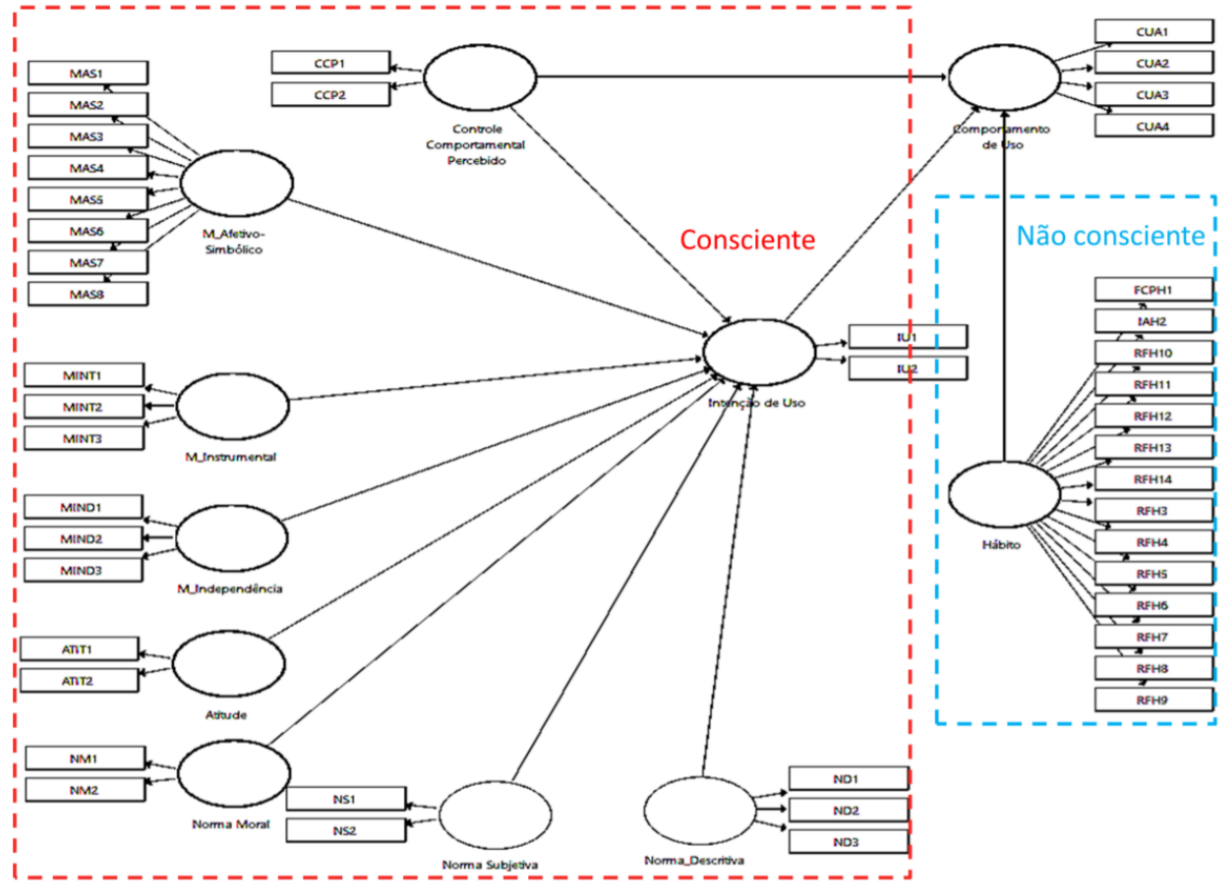 CCP1
CCP2
Controle
Comportamental
Percebido
CUA1
CUA2
CUA3
CUA4
Comportamento
de Uso
MAS1
MAS2
MAS3
MAS4
MAS5
MAS6
MAS7
MAS8
M_Afetivo-
Simbólico
Consciente
Não consciente
MINT1
MINT2
MINT3
M_Instrumental
IU1
IU2
Intenção de Uso
FCPH1
IAH2
RFH10
RFH11
RFH12
RFH13
RFH14
RFH3
RFH4
RFH5
RFH6
RFH7
RFH8
RFH9
Hábito
MIND1
MIND2
MIND3
M_Independência
ATIT1
ATIT2
Atitude
NM1
NM2
Norma Moral
NS1
NS2
Norma Subjetiva
ND1
ND2
ND3
Norma_Descritiva